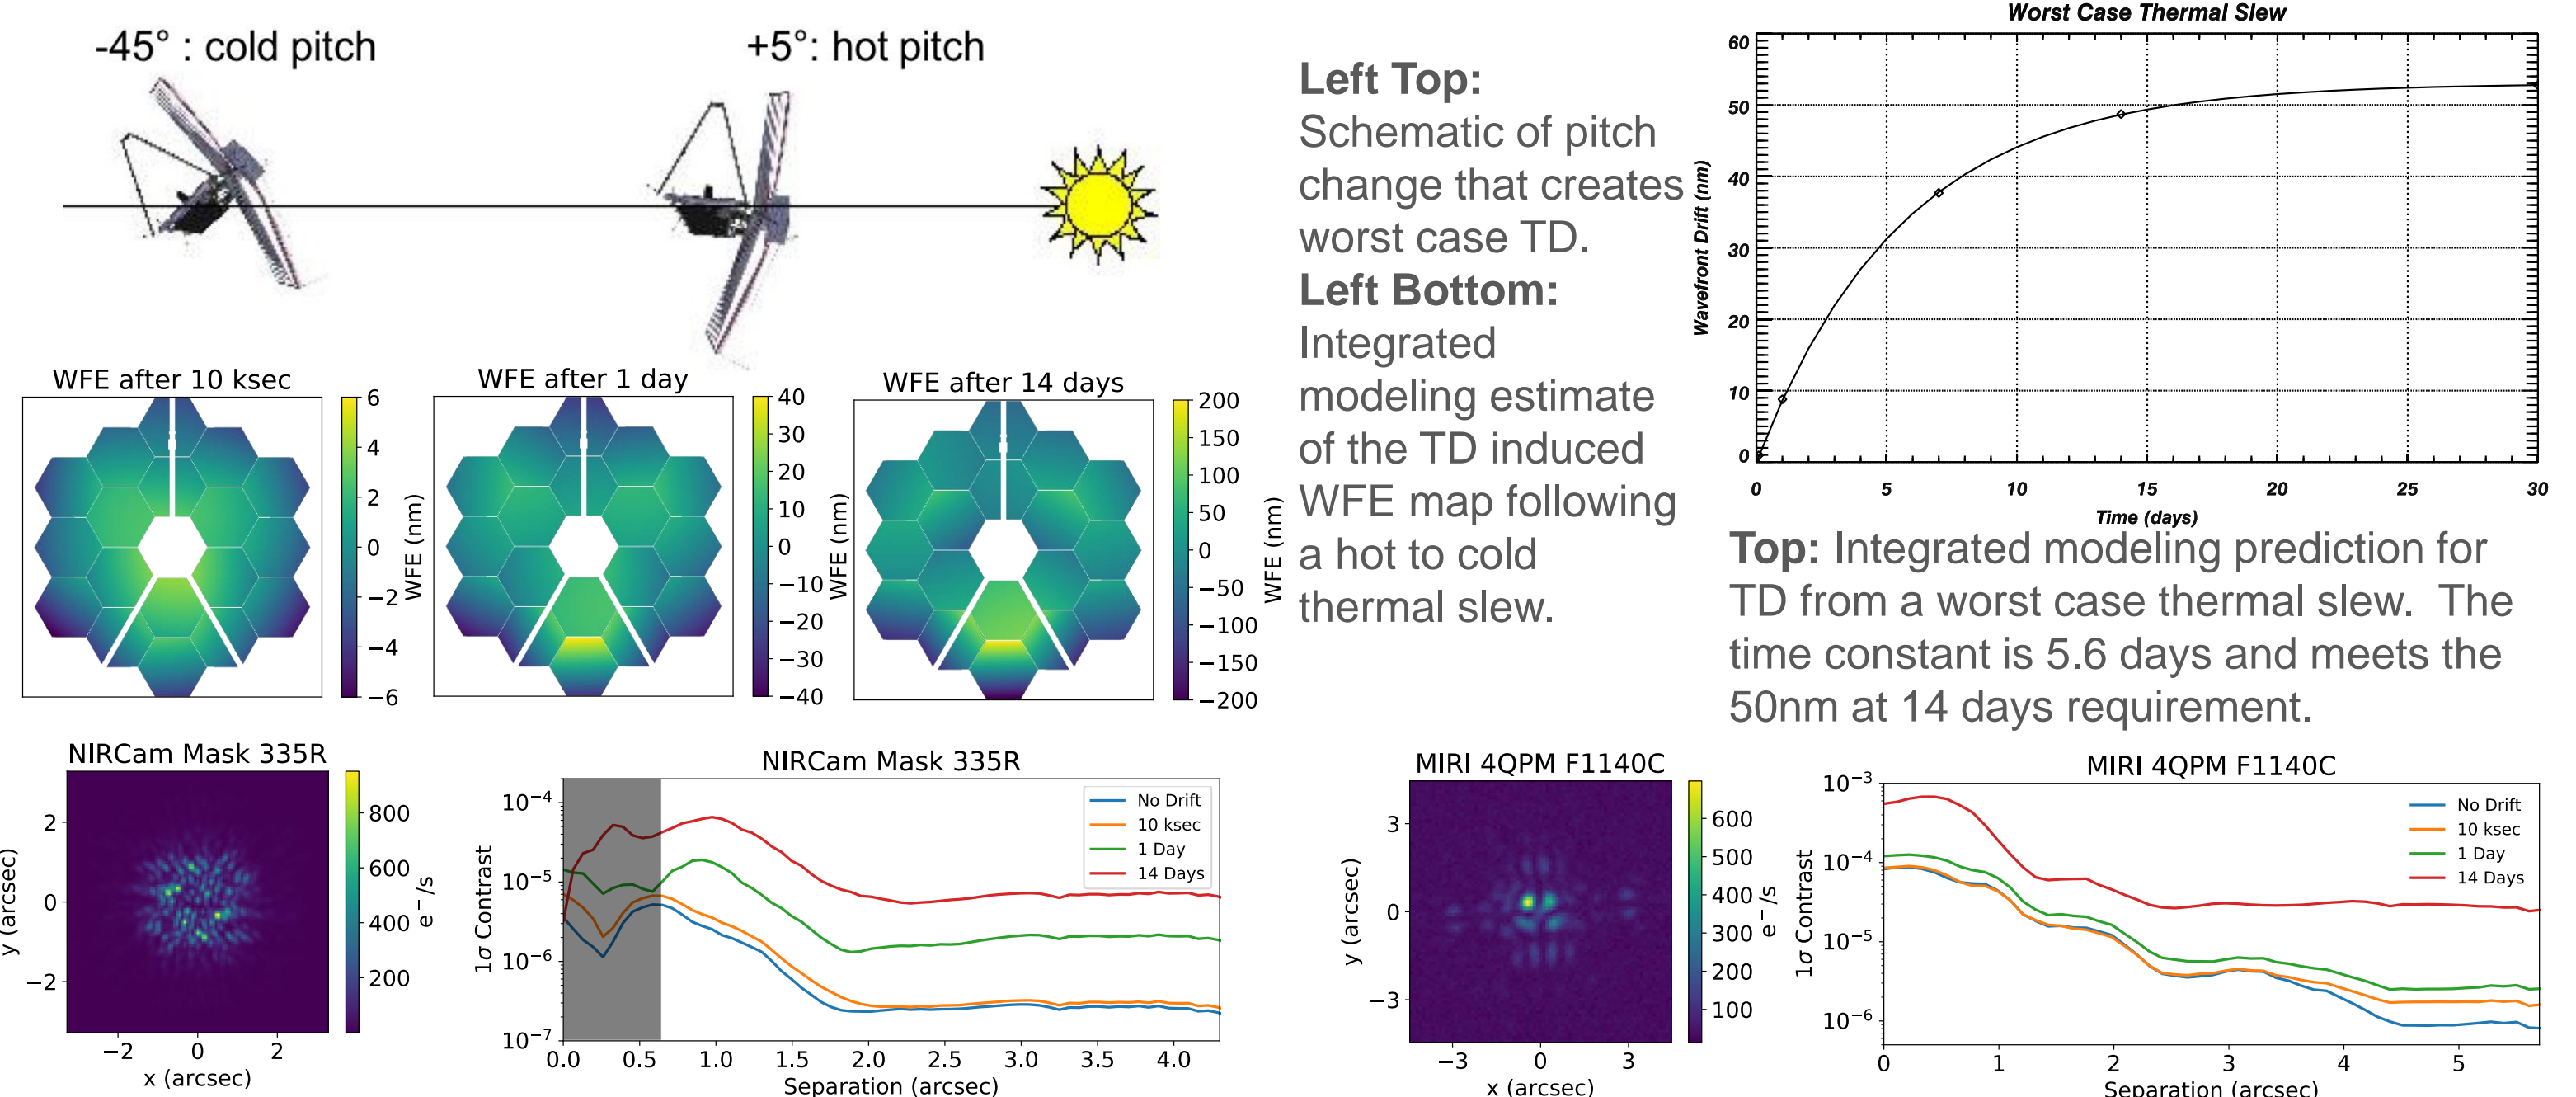 -45° : cold pitch
+5°: hot pitch
WFE after 10 ksec
6
4
2
0
−2
−4
−6
WFE (nm)
WFE after 1 day
40
30
20
10
0
−10
−20
−30
−40
WFE (nm)
WFE after 14 days
200
150
100
50
0
−50
−100
−150
−200
WFE (nm)
Left Top:
Schematic of pitch
change that creates
worst case TD.
Left Bottom:
Integrated
modeling estimate
of the TD induced
WFE map following
a hot to cold
thermal slew.
Worst Case Thermal Slew
60
50
40
30
20
10
0
Wavefront Drift (nm)
0 5 10 15 20 25 30
Time (days)
Top: Integrated modeling prediction for
TD from a worst case thermal slew. The
time constant is 5.6 days and meets the
50nm at 14 days requirement.
NIRCam Mask 335R
2
0
−2
y (arcsec)
−2 0 2
x (arcsec)
800
600
400
200
e⁻/s
NIRCam Mask 335R
10⁻⁴
10⁻⁵
10⁻⁶
10⁻⁷
1σ Contrast
No Drift
10 ksec
1 Day
14 Days
0.0 0.5 1.0 1.5 2.0 2.5 3.0 3.5 4.0
Separation (arcsec)
MIRI 4QPM F1140C
3
0
−3
y (arcsec)
−3 0 3
x (arcsec)
600
500
400
300
200
100
e⁻/s
MIRI 4QPM F1140C
10⁻³
10⁻⁴
10⁻⁵
10⁻⁶
1σ Contrast
No Drift
10 ksec
1 Day
14 Days
0 1 2 3 4 5
Separation (arcsec)